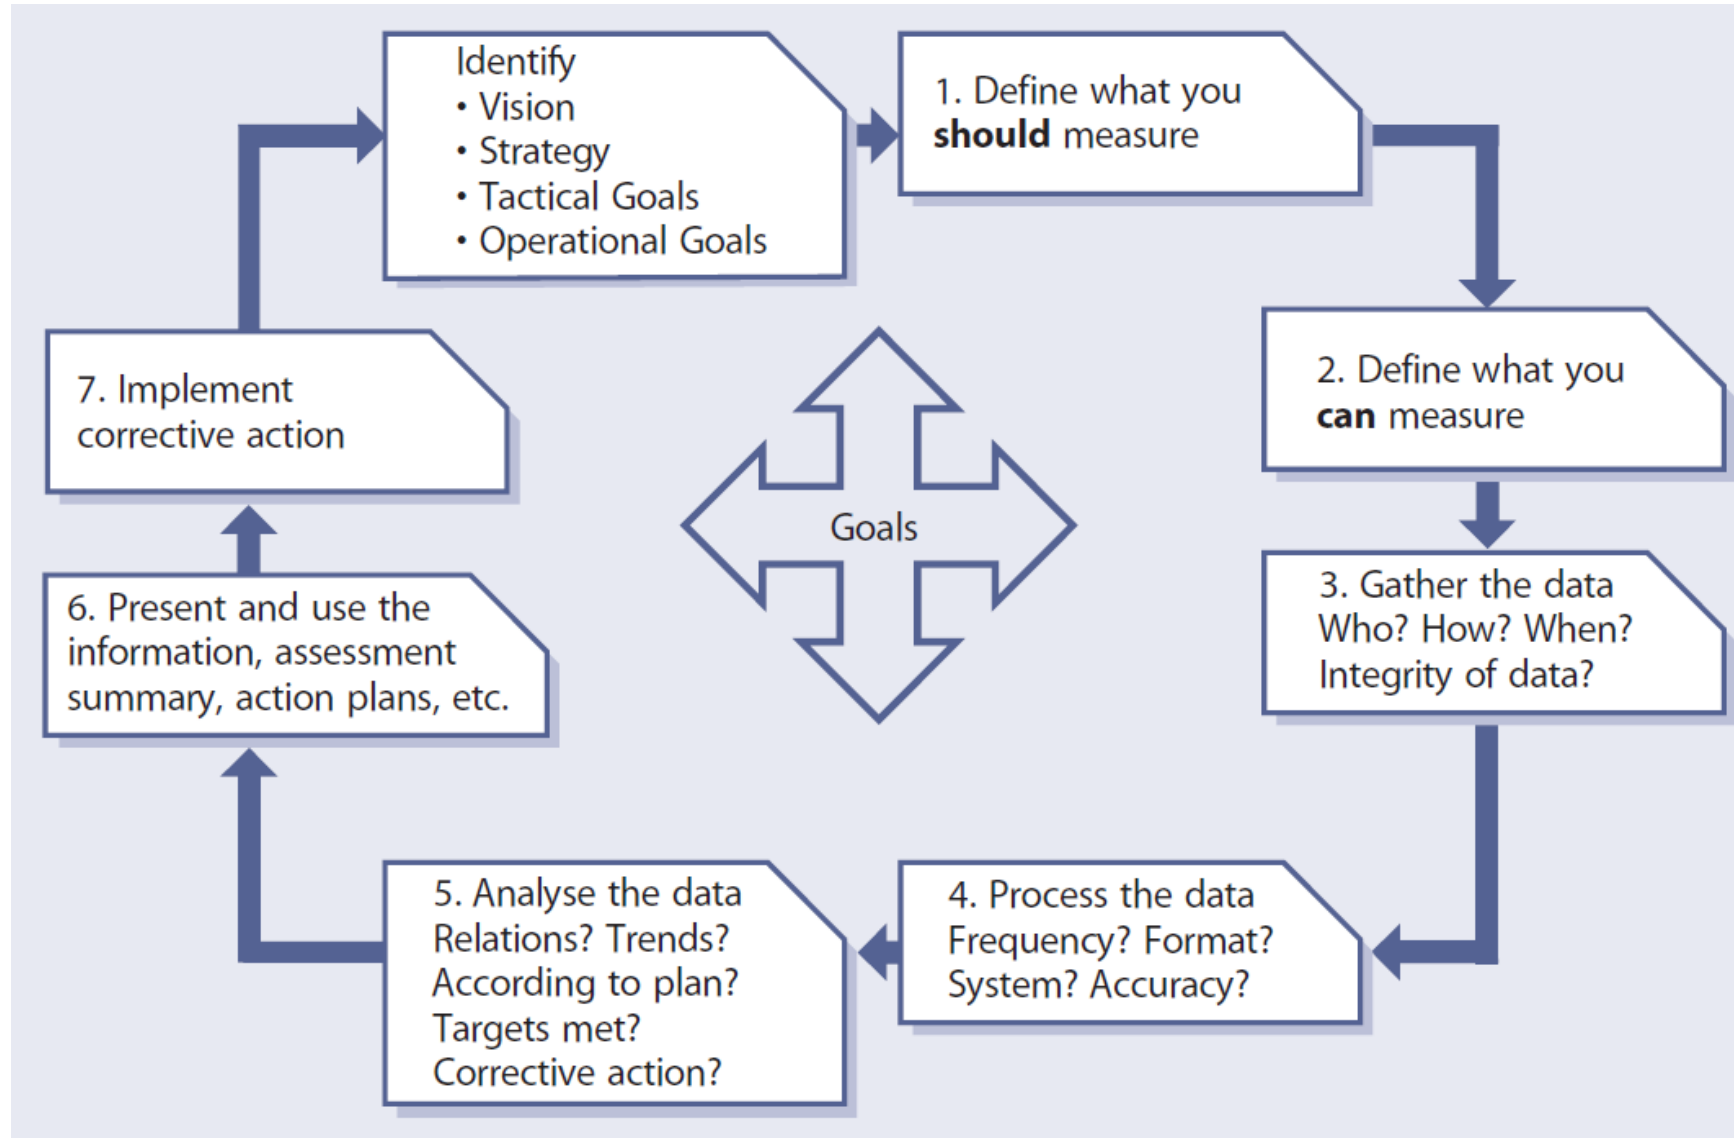 Identify
• Vision
• Strategy
• Tactical Goals
• Operational Goals
1. Define what you
should measure
2. Define what you
can measure
3. Gather the data
Who? How? When?
Integrity of data?
4. Process the data
Frequency? Format?
System? Accuracy?
5. Analyse the data
Relations? Trends?
According to plan?
Targets met?
Corrective action?
6. Present and use the
information, assessment
summary, action plans, etc.
7. Implement
corrective action
Goals